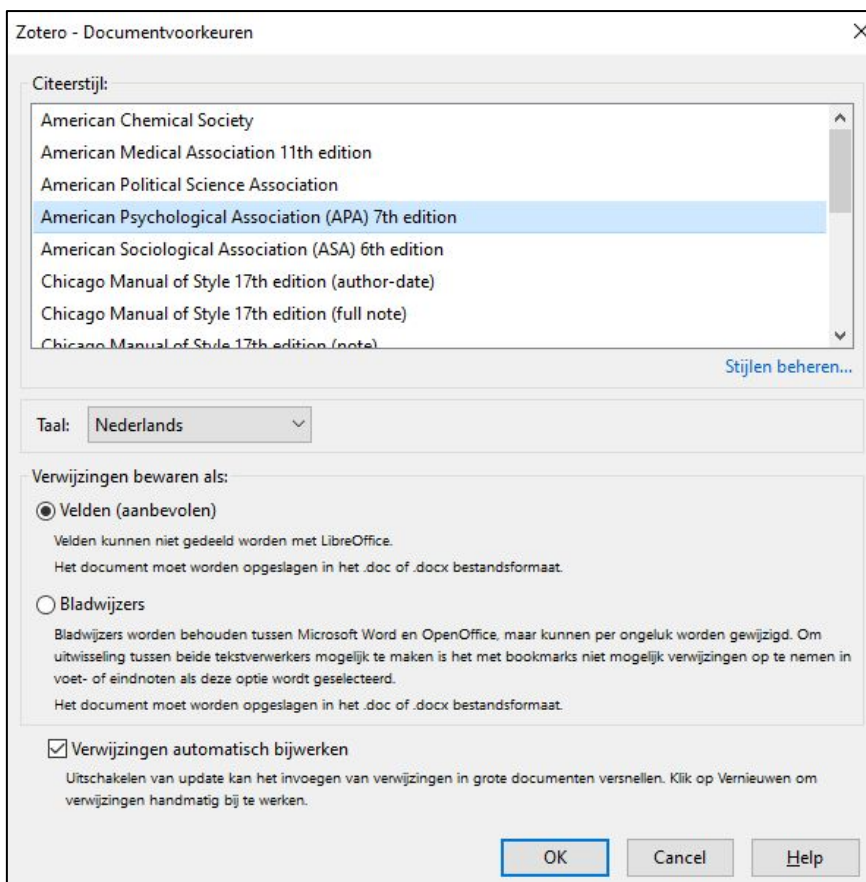 Zotero - Documentvoorkeuren
Citeerstijl:
American Chemical Society
American Medical Association 11th edition
American Political Science Association
American Psychological Association (APA) 7th edition
American Sociological Association (ASA) 6th edition
Chicago Manual of Style 17th edition (author-date)
Chicago Manual of Style 17th edition (full note)
Chicago Manual of Style 17th edition (note)
Stijlen beheren...
Taal: Nederlands
Verwijzingen bewaren als:
Velden (aanbevolen)
Velden kunnen niet gedeeld worden met LibreOffice.
Het document moet worden opgeslagen in het .doc of .docx bestandsformaat.
Bladwijzers
Bladwijzers worden behouden tussen Microsoft Word en OpenOffice, maar kunnen per ongeluk worden gewijzigd. Om
uitwisseling tussen beide tekstverwerkers mogelijk te maken is het met bookmarks niet mogelijk verwijzingen op te nemen in
voet- of eindnoten als deze optie wordt geselecteerd.
Het document moet worden opgeslagen in het .doc of .docx bestandsformaat.
Verwijzingen automatisch bijwerken
Uitschakelen van update kan het invoegen van verwijzingen in grote documenten versnellen. Klik op Vernieuwen om
verwijzingen handmatig bij te werken.
OK Cancel Help